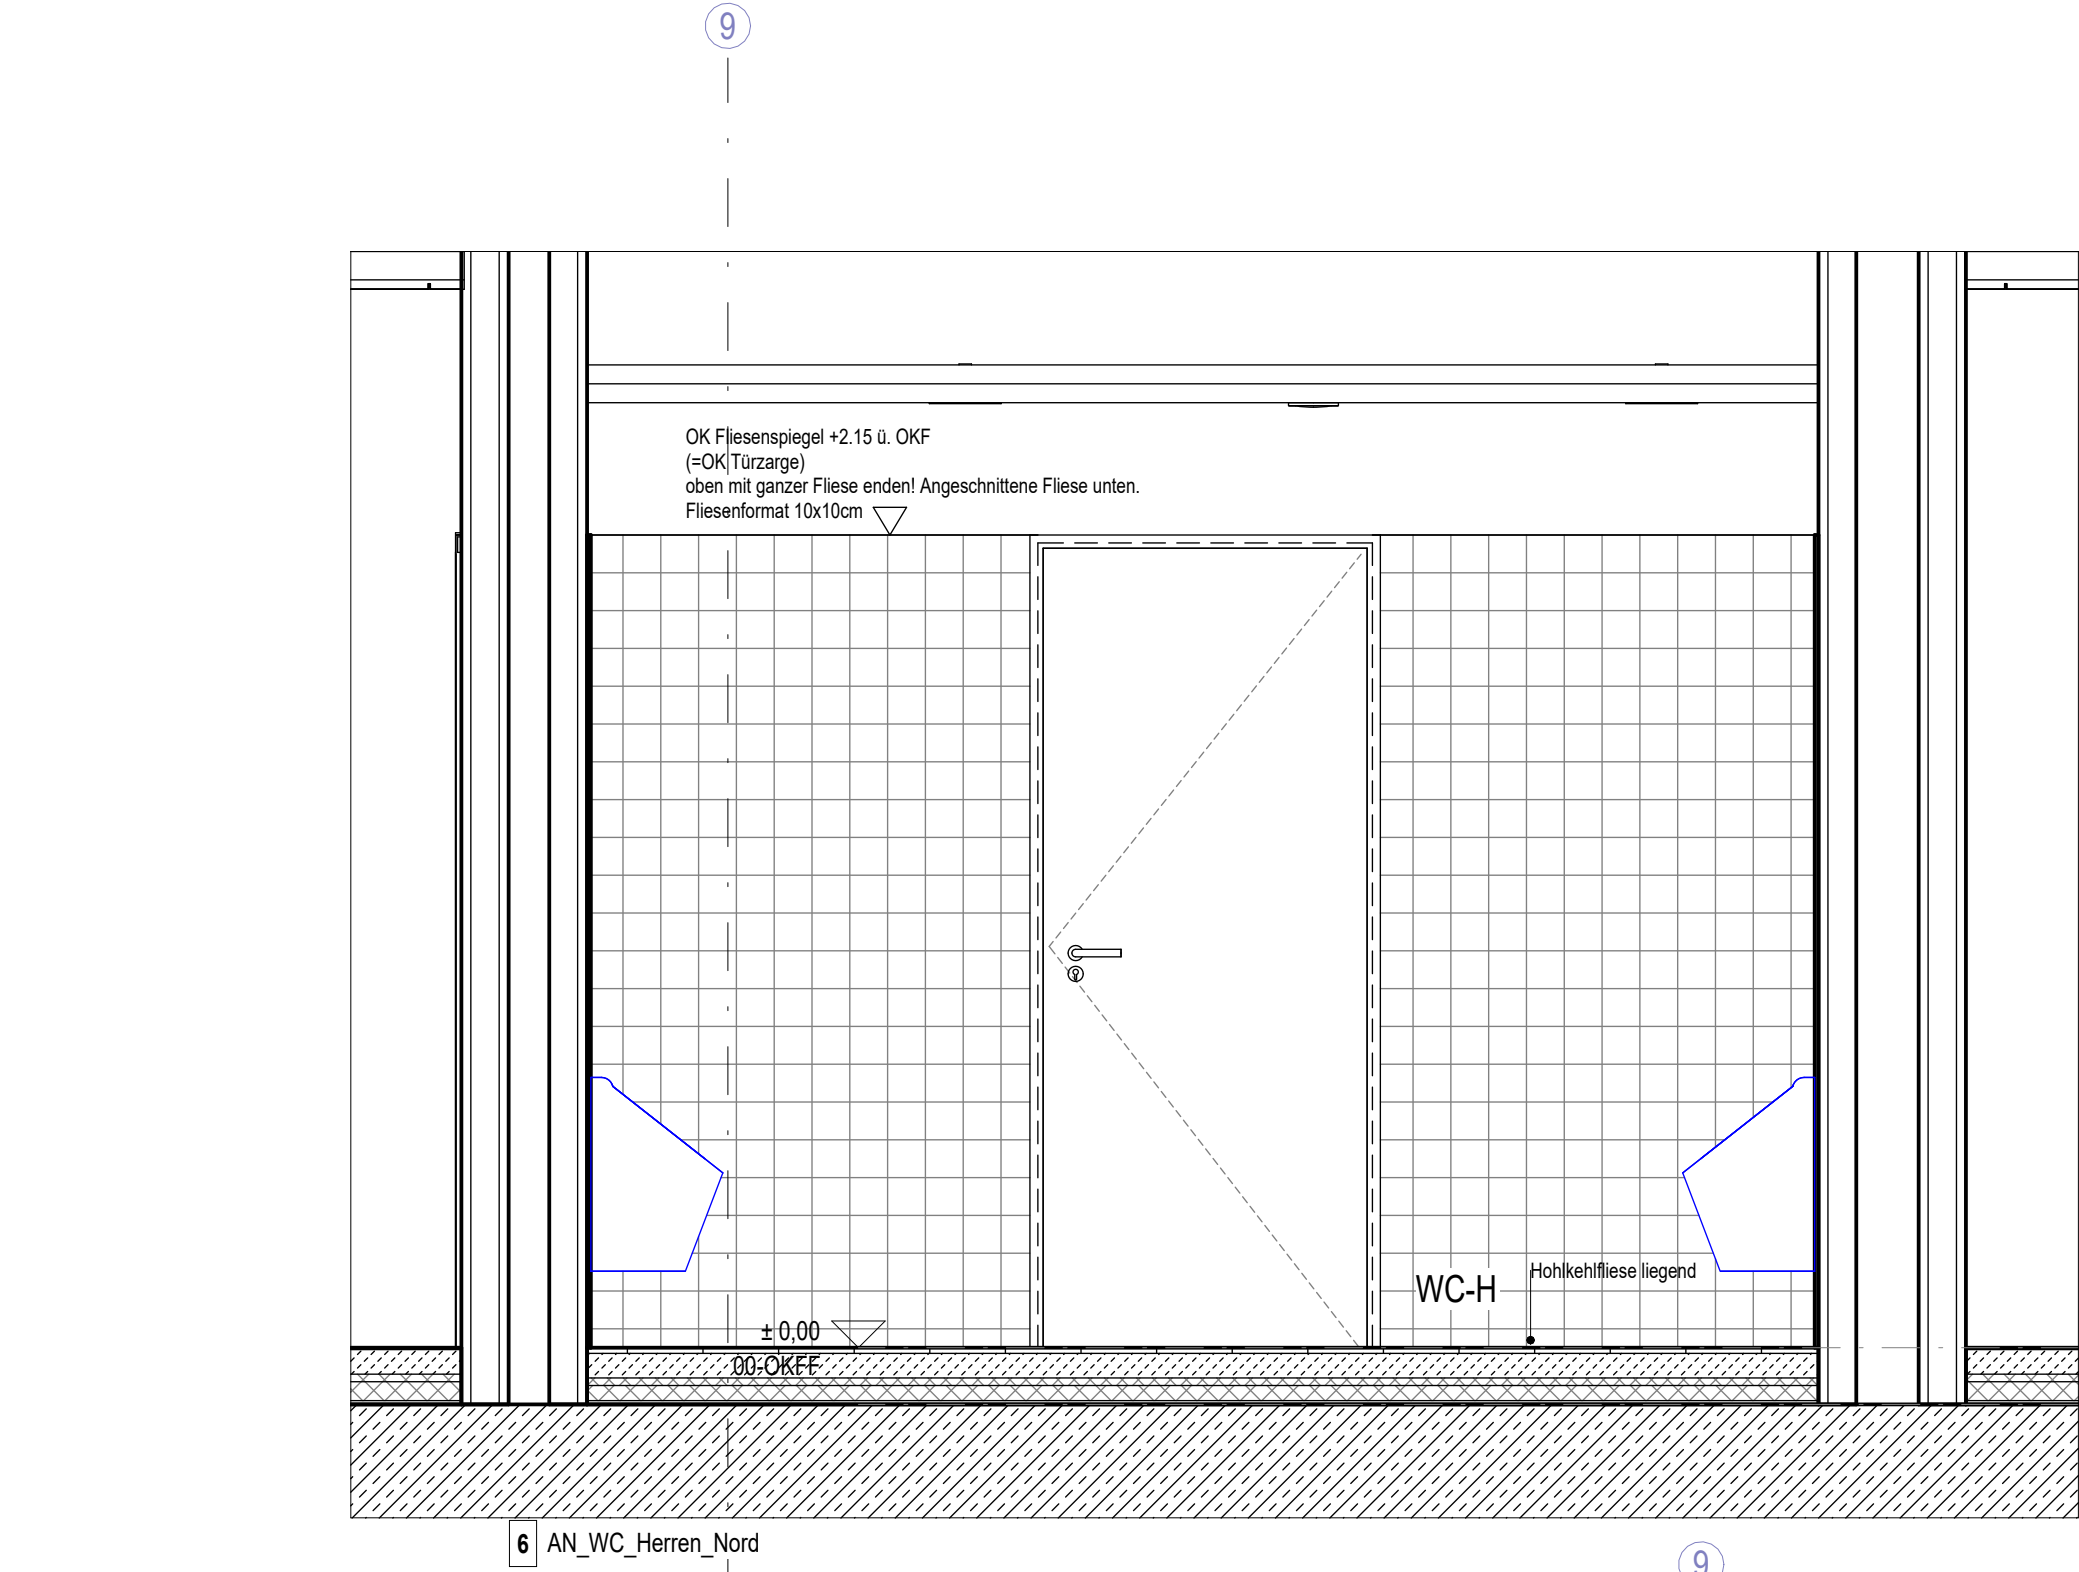 9
OK Fliesenspiegel +2.15 ü. OKF
(=OK Türzarge)
oben mit ganzer Fliese enden! Angeschnittene Fliese unten.
Fliesenformat 10x10cm
Hohlkehlfliese liegend
WC-H
± 0,00
00-OKFF
6 AN_WC_Herren_Nord
9